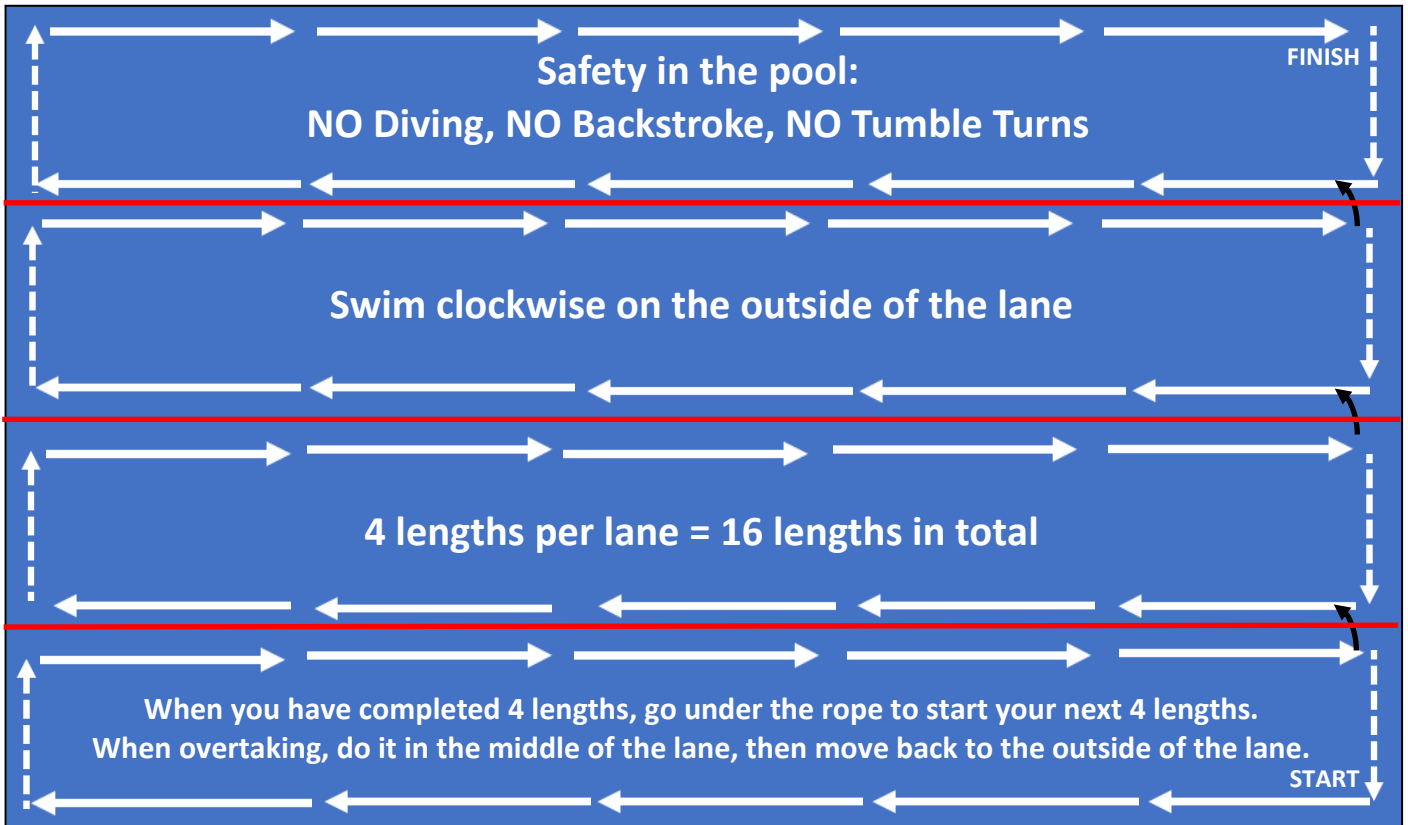 FINISH
Safety in the pool:
NO Diving, NO Backstroke, NO Tumble Turns
Swim clockwise on the outside of the lane
4 lengths per lane = 16 lengths in total
When you have completed 4 lengths, go under the rope to start your next 4 lengths.
When overtaking, do it in the middle of the lane, then move back to the outside of the lane.
START